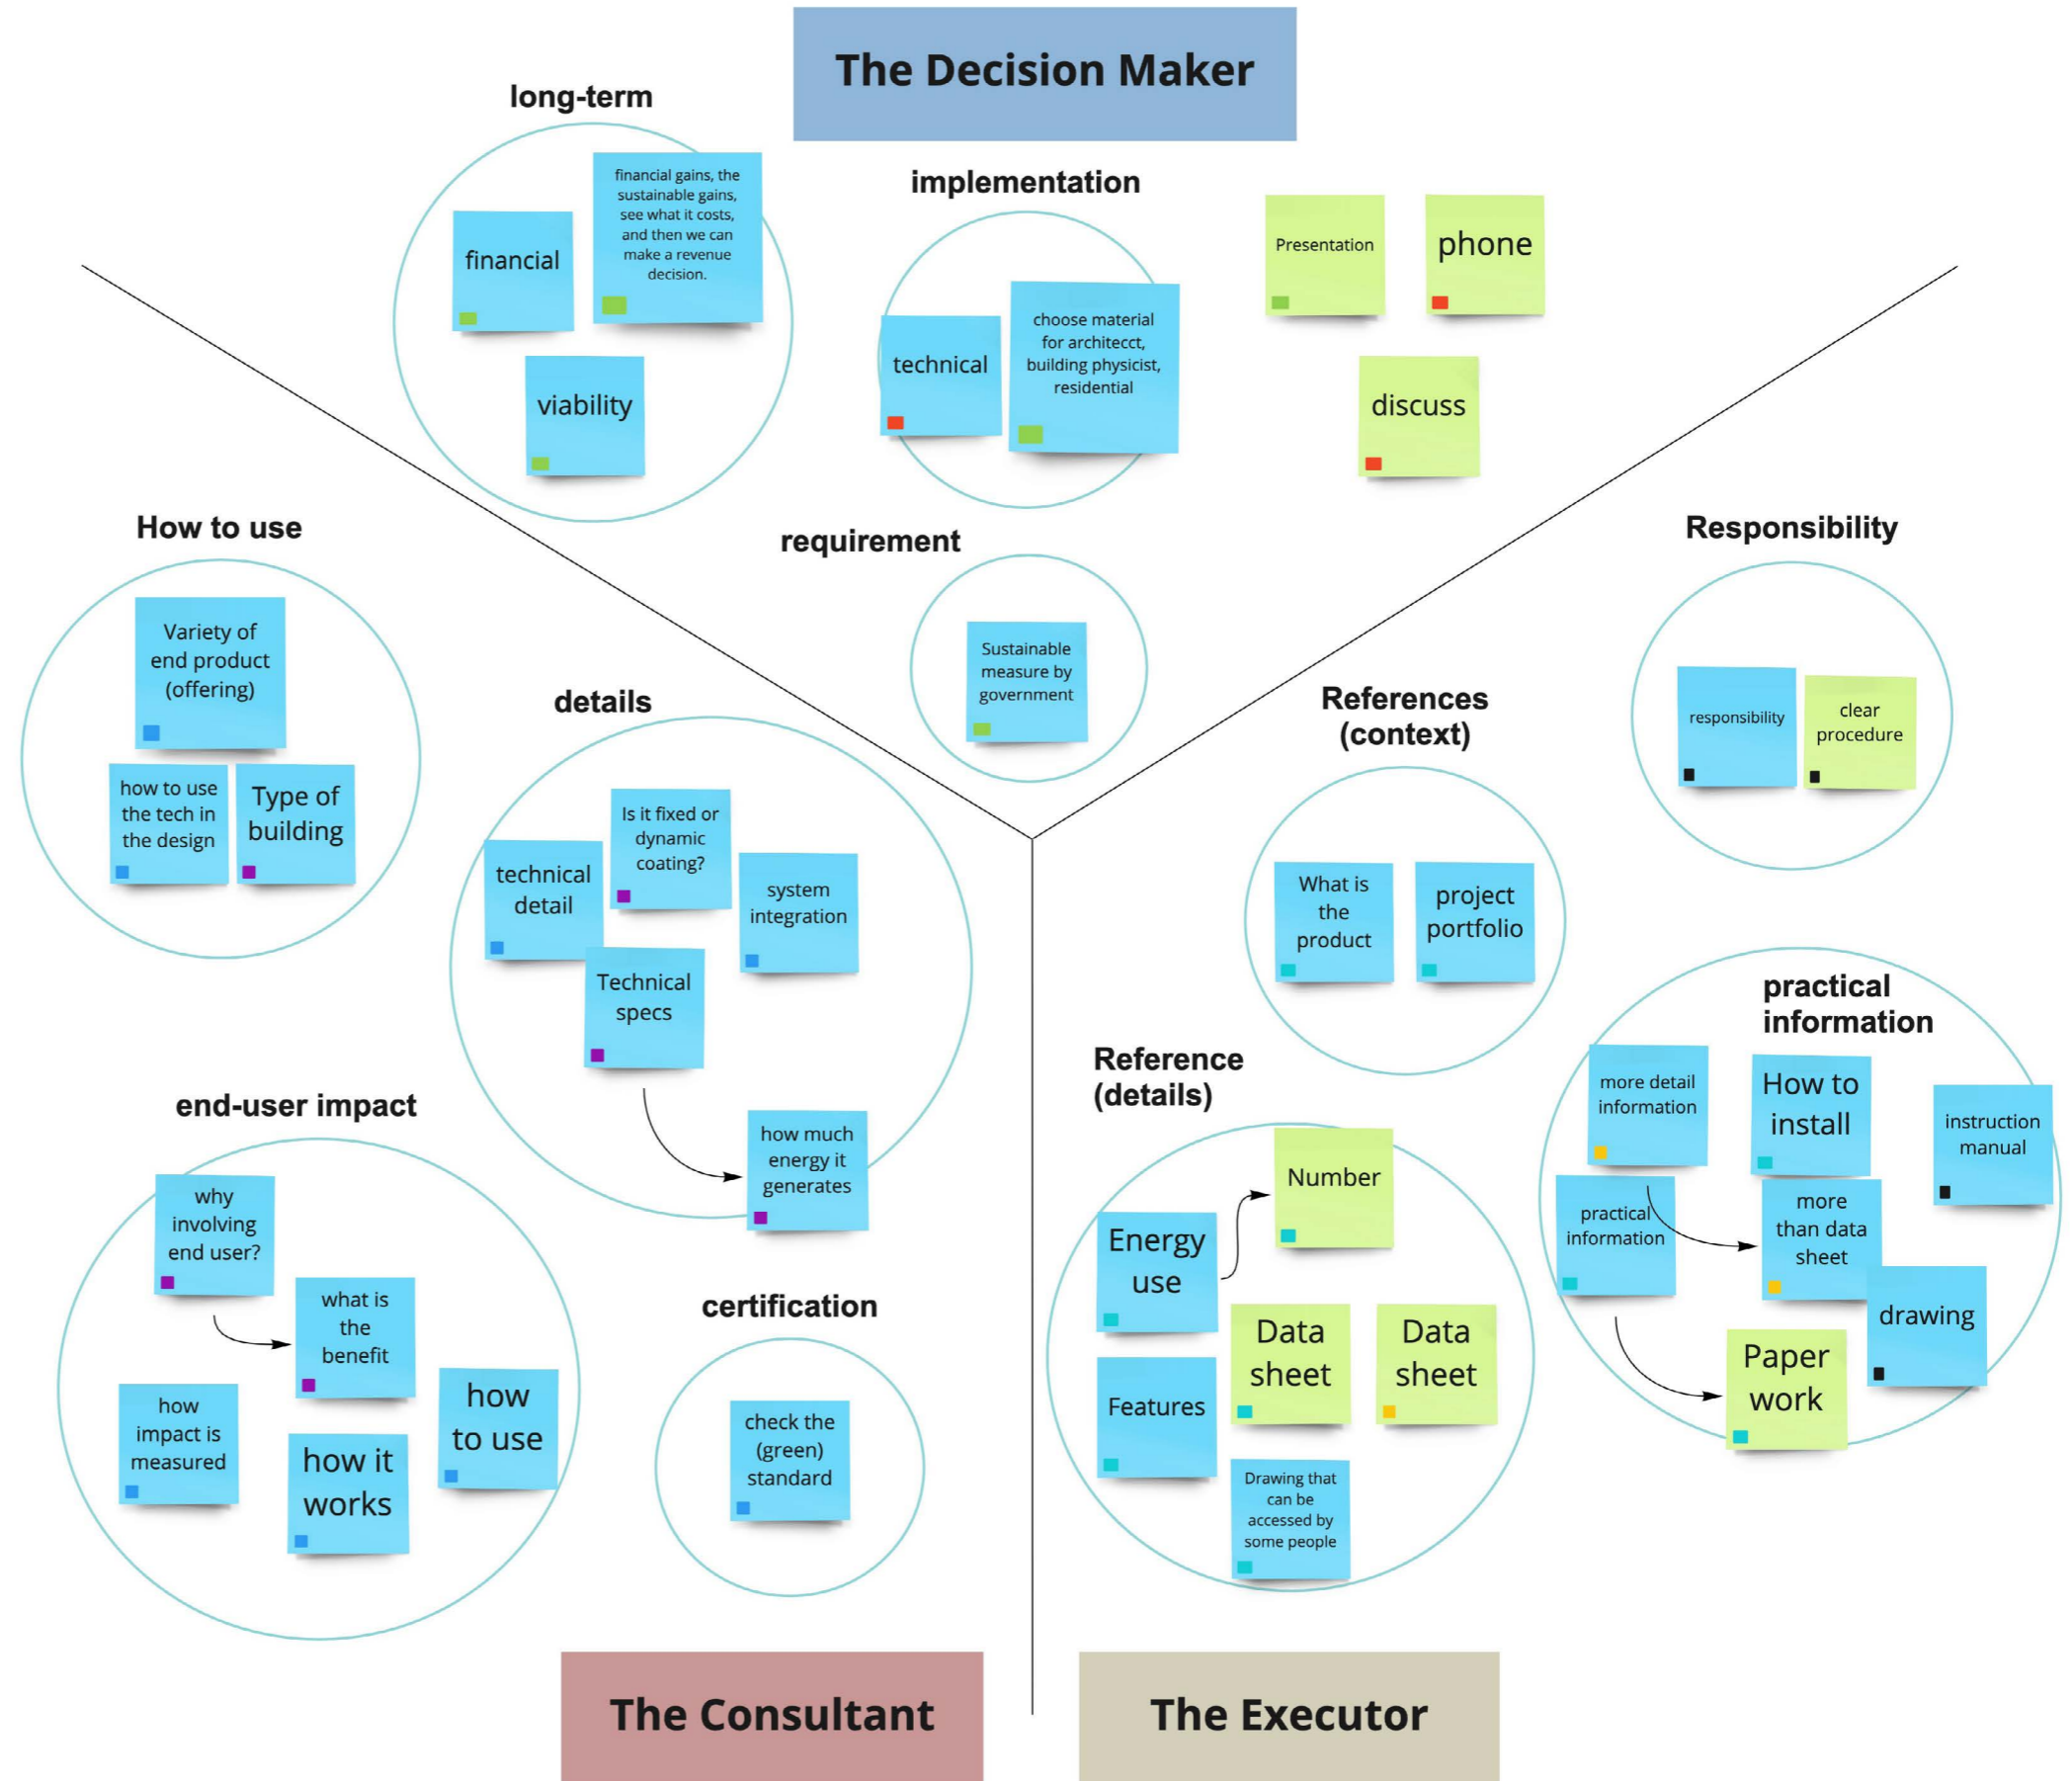 The Decision Maker
long-term
financial
financial gains, the
sustainable gains,
see what it costs,
and then we can
make a revenue
decision.
viability
implementation
technical
choose material
for architecct,
building physicist,
residential
Presentation
phone
discuss
requirement
Sustainable
measure by
government
How to use
Variety of
end product
(offering)
how to use
the tech in
the design
Type of
building
details
technical
detail
Is it fixed or
dynamic
coating?
system
integration
Technical
specs
how much
energy it
generates
end-user impact
why
involving
end user?
what is
the
benefit
how
impact is
measured
how it
works
how
to use
certification
check the
(green)
standard
The Consultant
Responsibility
responsibility
clear
procedure
References
(context)
What is
the
product
project
portfolio
practical
information
more detail
information
How to
install
instruction
manual
practical
information
more
than data
sheet
drawing
Paper
work
Reference
(details)
Number
Energy
use
Data
sheet
Data
sheet
Features
Drawing that
can be
accessed by
some people
The Executor